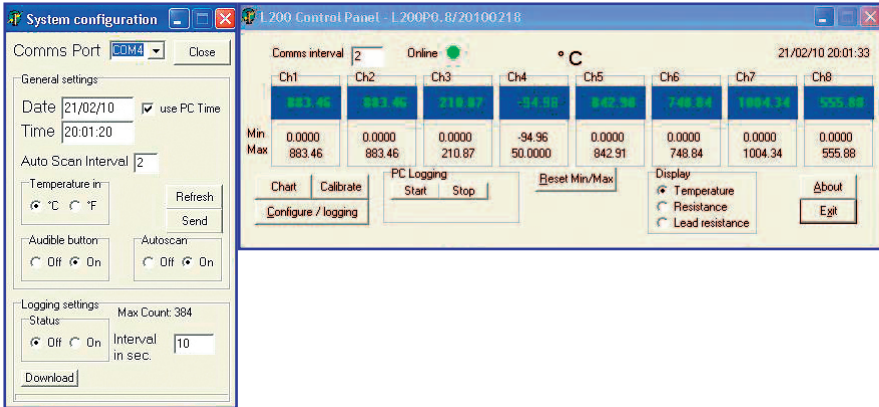 System configuration
Comms Port COM4 Close
General settings
Date 21/02/10 use PC Time
Time 20:01:20
Auto Scan Interval 2
Temperature in
°C °F
Refresh
Send
Audible button Autoscan
Off On Off On
Logging settings Max Count: 384
Status
Off On Interval in sec. 10
Download
L200 Control Panel - L200P0.8/20100218
Comms interval 2 Online °C 21/02/10 20:01:33
Ch1 Ch2 Ch3 Ch4 Ch5 Ch6 Ch7 Ch8
883.46 883.46 210.87 -94.98 842.98 748.84 1004.34 555.88
Min 0.0000 0.0000 0.0000 -94.96 0.0000 0.0000 0.0000 0.0000
Max 883.46 883.46 210.87 50.0000 842.91 748.84 1004.34 555.88
Chart Calibrate PC Logging Start Stop Reset Min/Max Display
Temperature About
Configure / logging Resistance Exit
Lead resistance